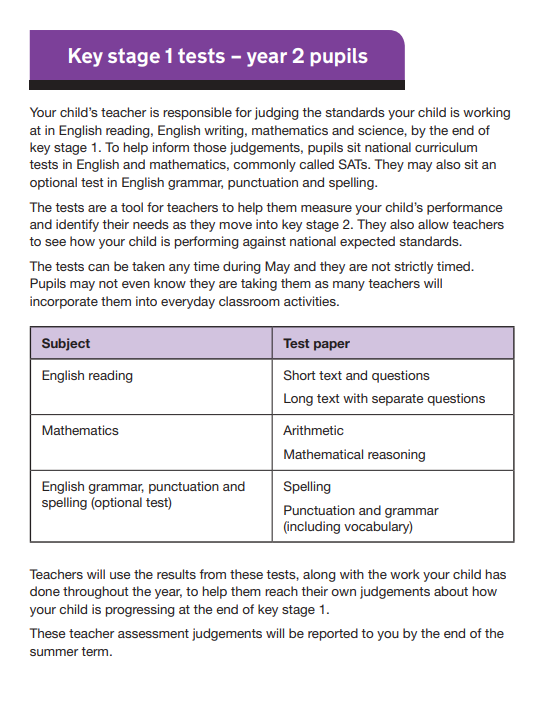 Key stage 1 tests – year 2 pupils
Your child's teacher is responsible for judging the standards your child is working
at in English reading, English writing, mathematics and science, by the end of
key stage 1. To help inform those judgements, pupils sit national curriculum
tests in English and mathematics, commonly called SATs. They may also sit an
optional test in English grammar, punctuation and spelling.
The tests are a tool for teachers to help them measure your child's performance
and identify their needs as they move into key stage 2. They also allow teachers
to see how your child is performing against national expected standards.
The tests can be taken any time during May and they are not strictly timed.
Pupils may not even know they are taking them as many teachers will
incorporate them into everyday classroom activities.
Subject
Test paper
English reading
Short text and questions
Long text with separate questions
Mathematics
Arithmetic
Mathematical reasoning
English grammar, punctuation and
spelling (optional test)
Spelling
Punctuation and grammar
(including vocabulary)
Teachers will use the results from these tests, along with the work your child has
done throughout the year, to help them reach their own judgements about how
your child is progressing at the end of key stage 1.
These teacher assessment judgements will be reported to you by the end of the
summer term.